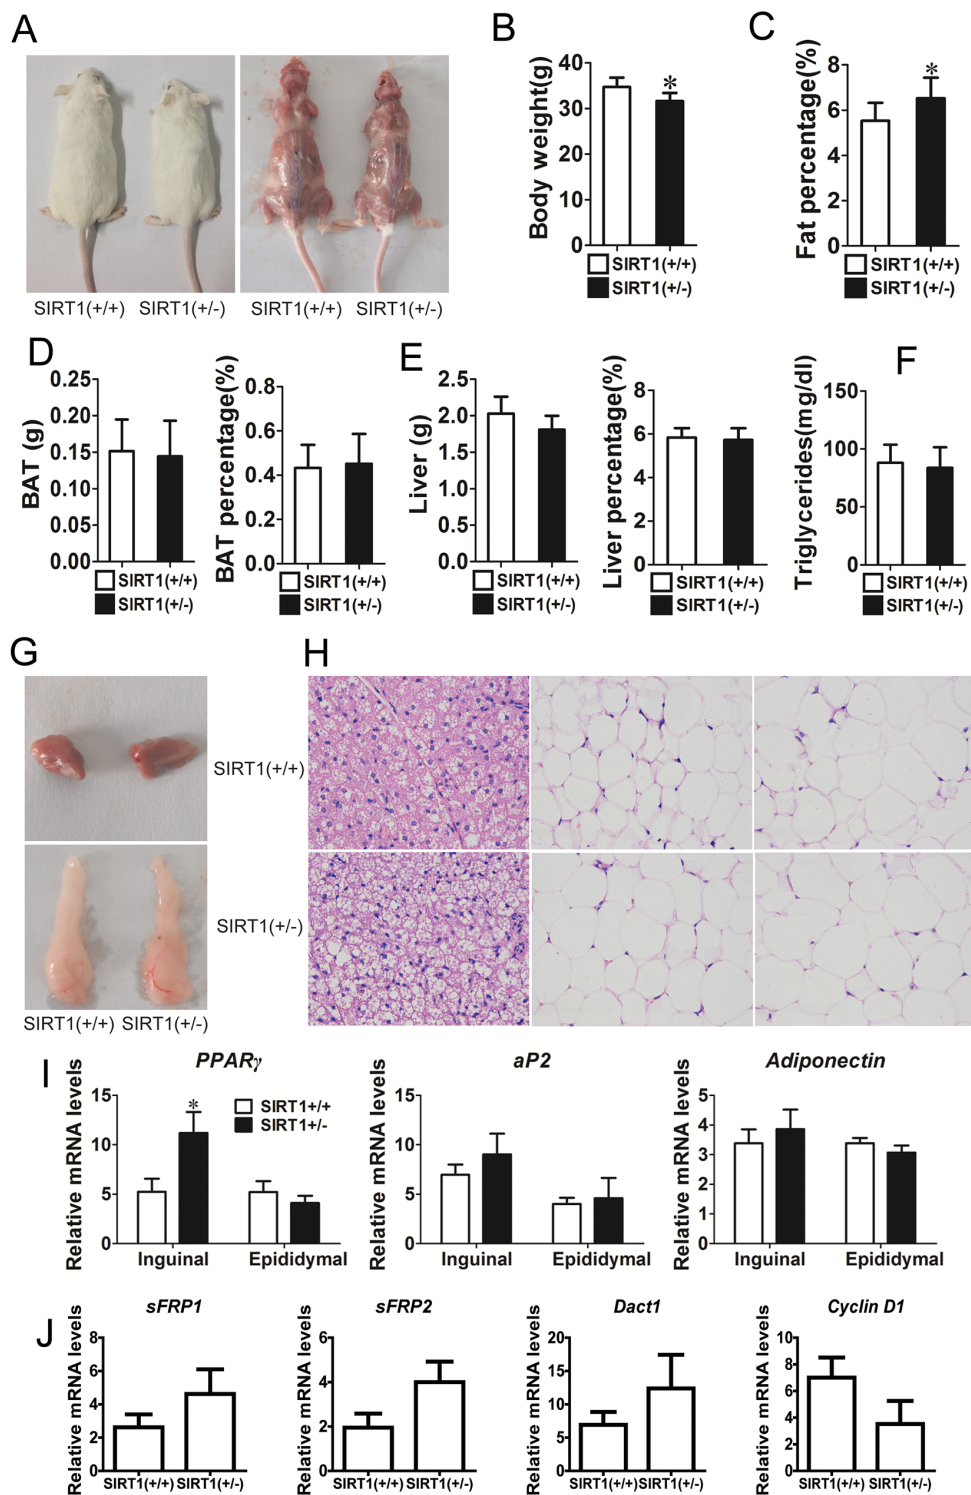 A
SIRT1(+/+)
SIRT1(+/-)
SIRT1(+/+)
SIRT1(+/-)
B
Body weight(g)
40
30
20
10
0
*
SIRT1(+/+)
SIRT1(+/-)
C
Fat percentage(%)
8
6
4
2
0
*
SIRT1(+/+)
SIRT1(+/-)
D
BAT (g)
0.25
0.20
0.15
0.10
0.05
0.00
SIRT1(+/+)
SIRT1(+/-)
BAT percentage(%)
0.8
0.6
0.4
0.2
0
SIRT1(+/+)
SIRT1(+/-)
E
Liver (g)
2.5
2.0
1.5
1.0
0.5
0.0
SIRT1(+/+)
SIRT1(+/-)
Liver percentage(%)
8
6
4
2
0
SIRT1(+/+)
SIRT1(+/-)
F
Triglycerides(mg/dl)
150
100
50
0
SIRT1(+/+)
SIRT1(+/-)
G
SIRT1(+/+)
SIRT1(+/-)
H
SIRT1(+/+)
SIRT1(+/-)
I
PPARγ
Relative mRNA levels
15
10
5
0
*
SIRT1+/+
SIRT1+/-
Inguinal
Epididymal
aP2
Relative mRNA levels
15
10
5
0
Inguinal
Epididymal
Adiponectin
Relative mRNA levels
5
4
3
2
1
0
Inguinal
Epididymal
J
sFRP1
Relative mRNA levels
8
6
4
2
0
SIRT1(+/+)
SIRT1(+/-)
sFRP2
Relative mRNA levels
6
4
2
0
SIRT1(+/+)
SIRT1(+/-)
Dact1
Relative mRNA levels
20
15
10
5
0
SIRT1(+/+)
SIRT1(+/-)
Cyclin D1
Relative mRNA levels
10
8
6
4
2
0
SIRT1(+/+)
SIRT1(+/-)